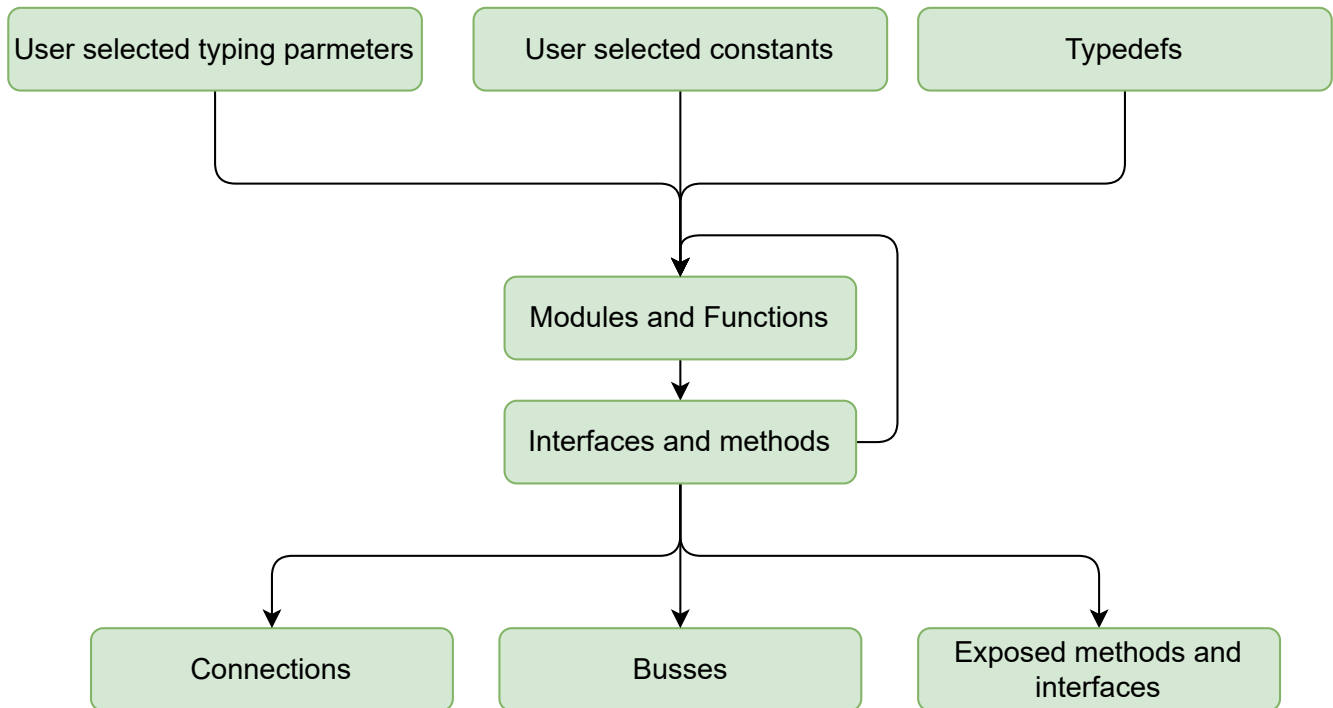 User selected typing parmeters
User selected constants
Typedefs
Modules and Functions
Interfaces and methods
Connections
Busses
Exposed methods and
interfaces